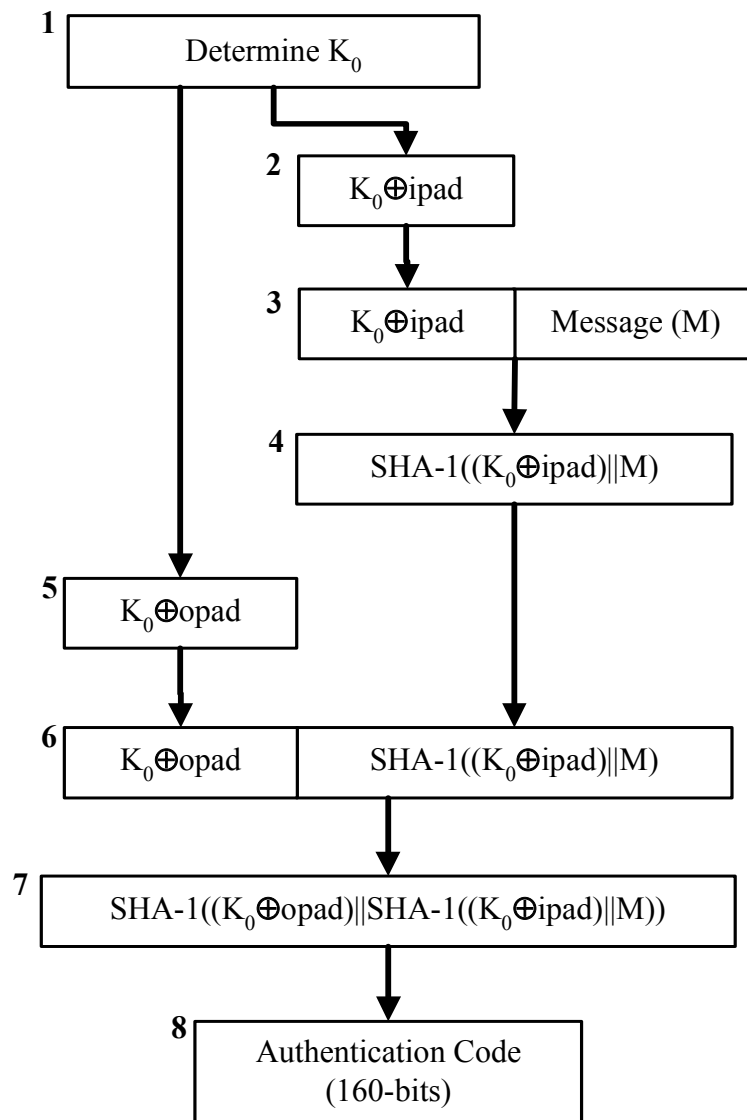 1
Determine K₀
2
K₀⊕ipad
3
K₀⊕ipad Message (M)
4
SHA-1((K₀⊕ipad)||M)
5
K₀⊕opad
6
K₀⊕opad SHA-1((K₀⊕ipad)||M)
7
SHA-1((K₀⊕opad)||SHA-1((K₀⊕ipad)||M))
8
Authentication Code
(160-bits)